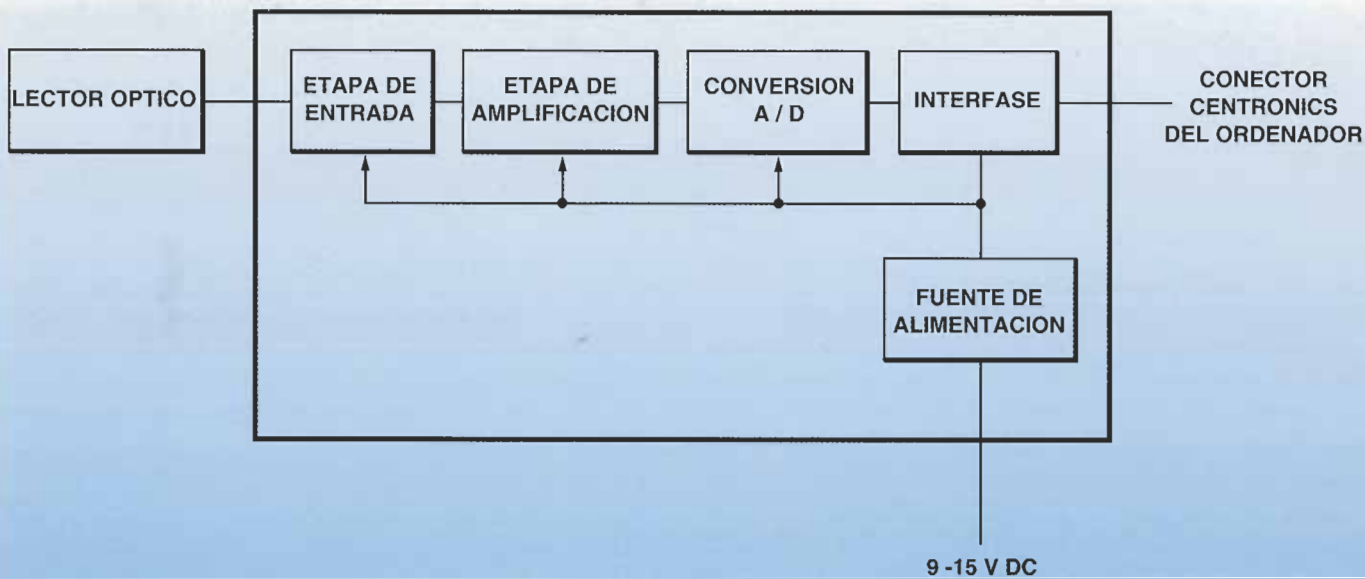 LECTOR OPTICO
ETAPA DE
ENTRADA
ETAPA DE
AMPLIFICACION
CONVERSION
A / D
INTERFASE
CONECTOR
CENTRONICS
DEL ORDENADOR
FUENTE DE
ALIMENTACION
9 -15 V DC